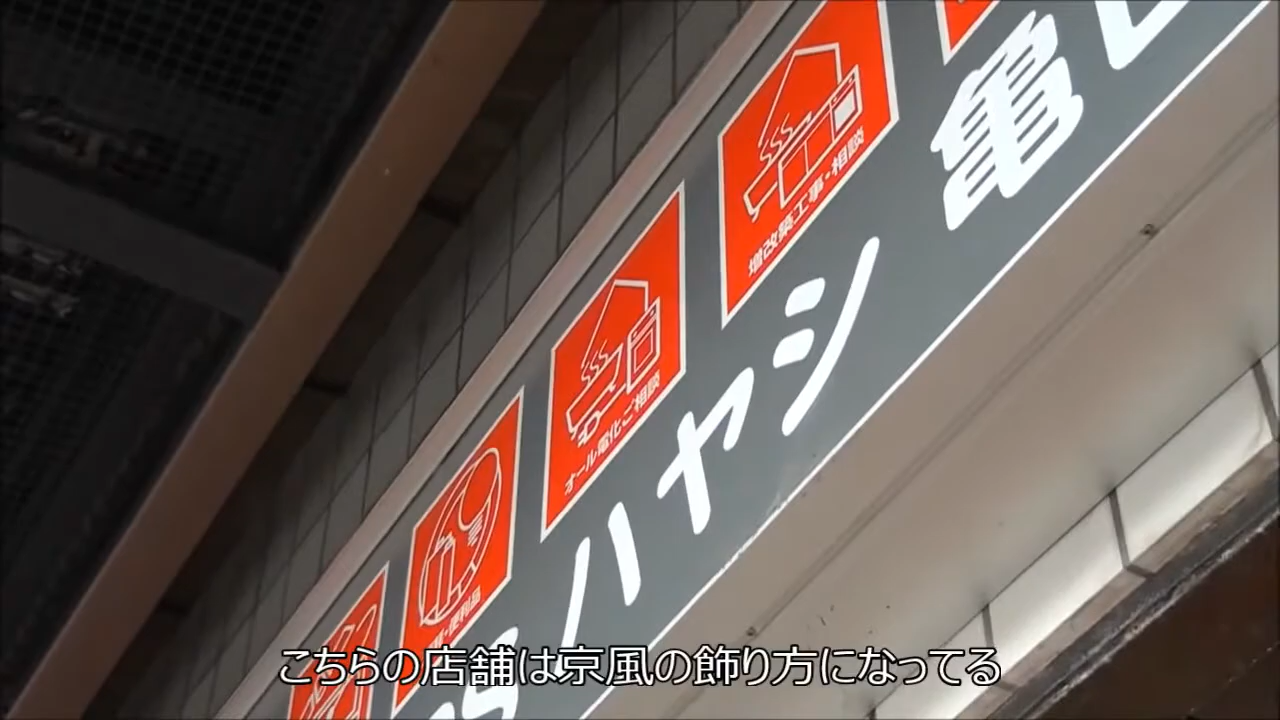 増改築工事・相談
オール電化ご相談
ハヤシ 亀
こちらの店舗は京風の飾り方になってる